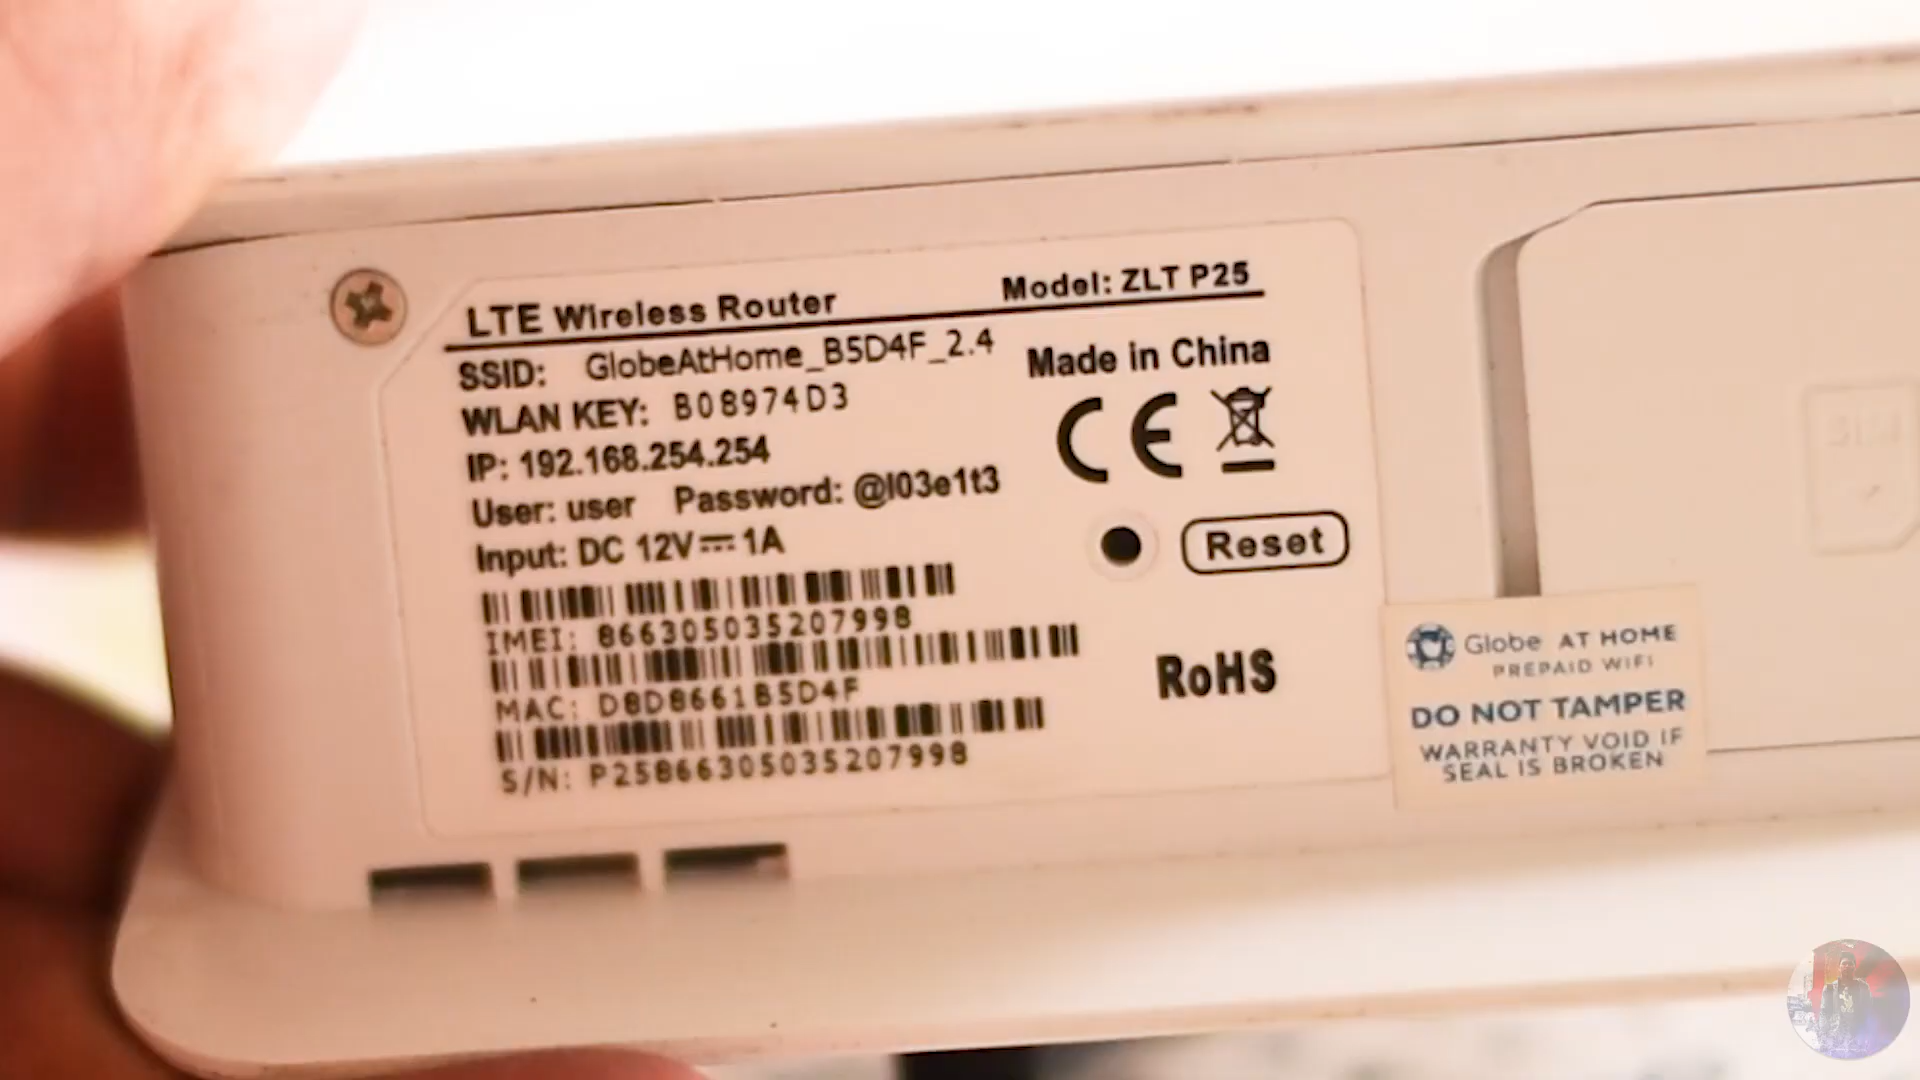 LTE Wireless Router Model: ZLT P25
SSID: GlobeAtHome_B5D4F_2.4
Made in China
WLAN KEY: B08974D3
IP: 192.168.254.254
User: user Password: @l03e1t3
Input: DC 12V⎓1A
CE
Reset
IMEI: 866305035207998
MAC: D8D8661B5D4F
S/N: P25866305035207998
RoHS
Globe AT HOME
PREPAID WIFI
DO NOT TAMPER
WARRANTY VOID IF
SEAL IS BROKEN
SIM